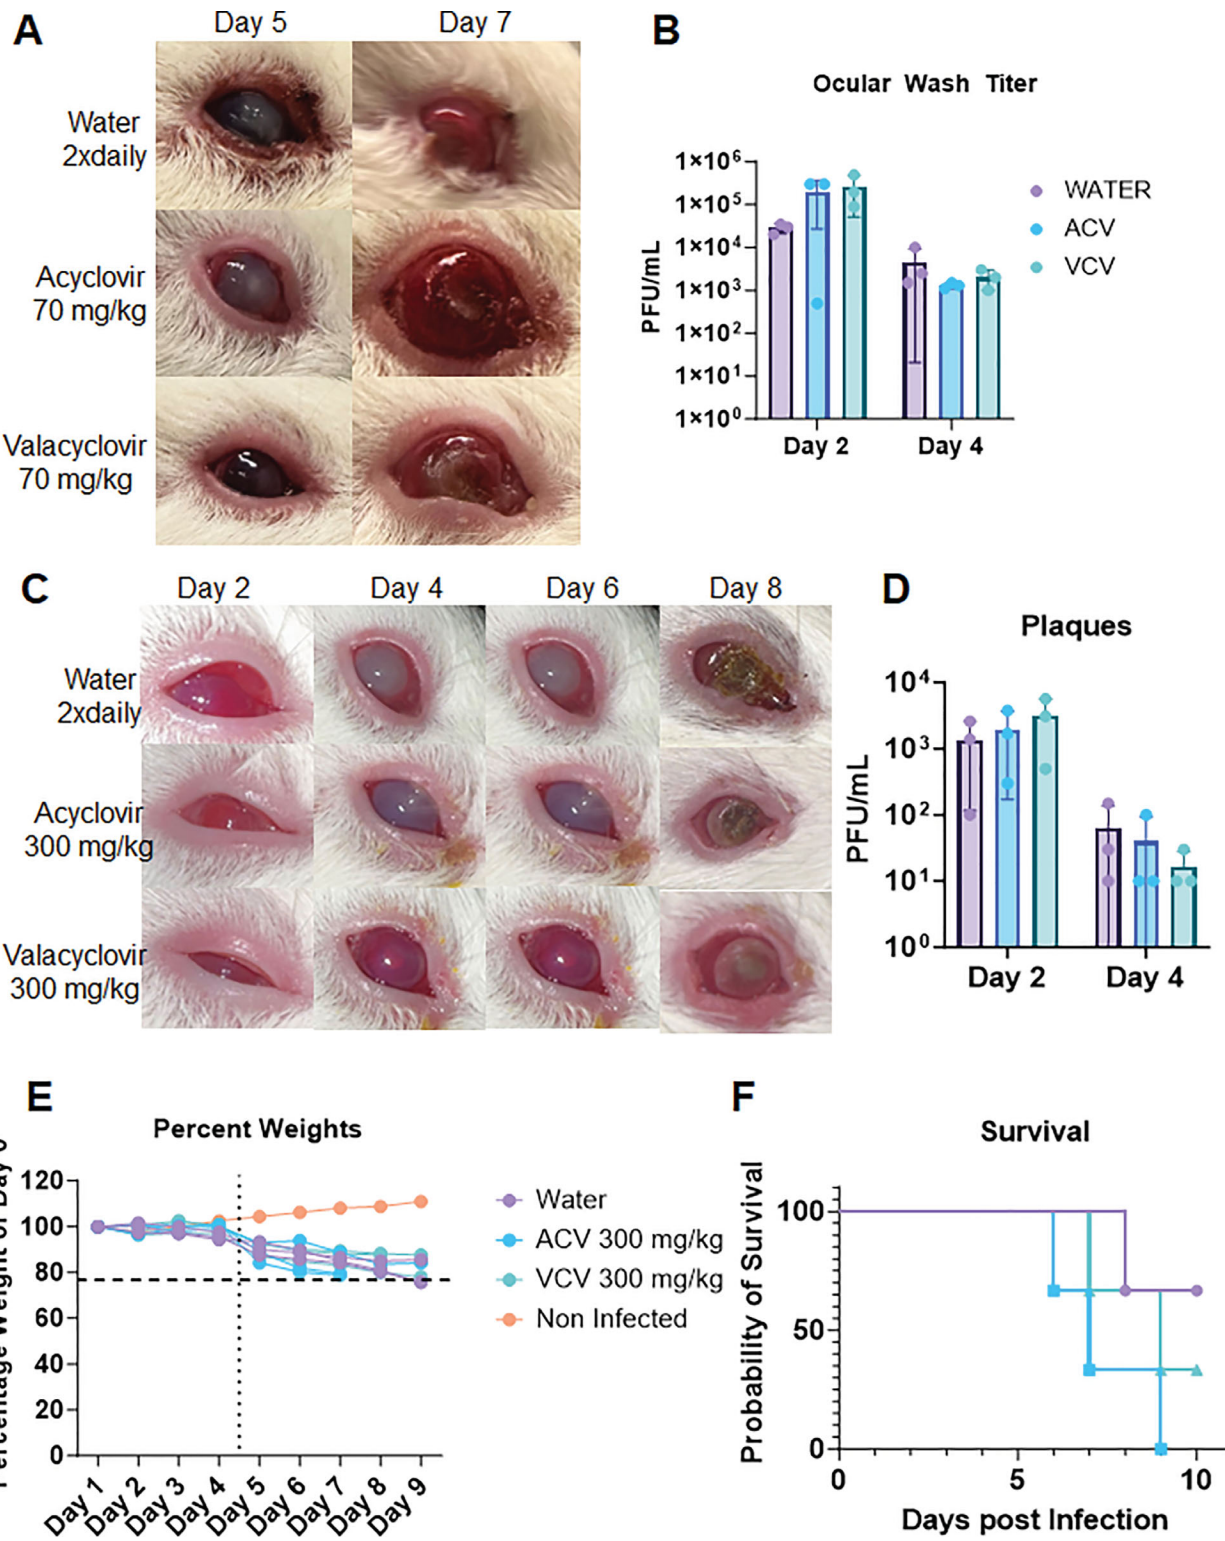 A
Day 5
Day 7
Water
2xdaily
Acyclovir
70 mg/kg
Valacyclovir
70 mg/kg
B
Ocular Wash Titer
1×10⁶
1×10⁵
1×10⁴
1×10³
1×10²
1×10¹
1×10⁰
PFU/mL
Day 2
Day 4
WATER
ACV
VCV
C
Day 2
Day 4
Day 6
Day 8
Water
2xdaily
Acyclovir
300 mg/kg
Valacyclovir
300 mg/kg
D
Plaques
10⁴
10³
10²
10¹
10⁰
PFU/mL
Day 2
Day 4
E
Percent Weights
Percentage Weight of Day 0
120
100
80
60
40
20
0
Day 1
Day 2
Day 3
Day 4
Day 5
Day 6
Day 7
Day 8
Day 9
Water
ACV 300 mg/kg
VCV 300 mg/kg
Non Infected
F
Survival
Probability of Survival
100
50
0
0
5
10
Days post Infection